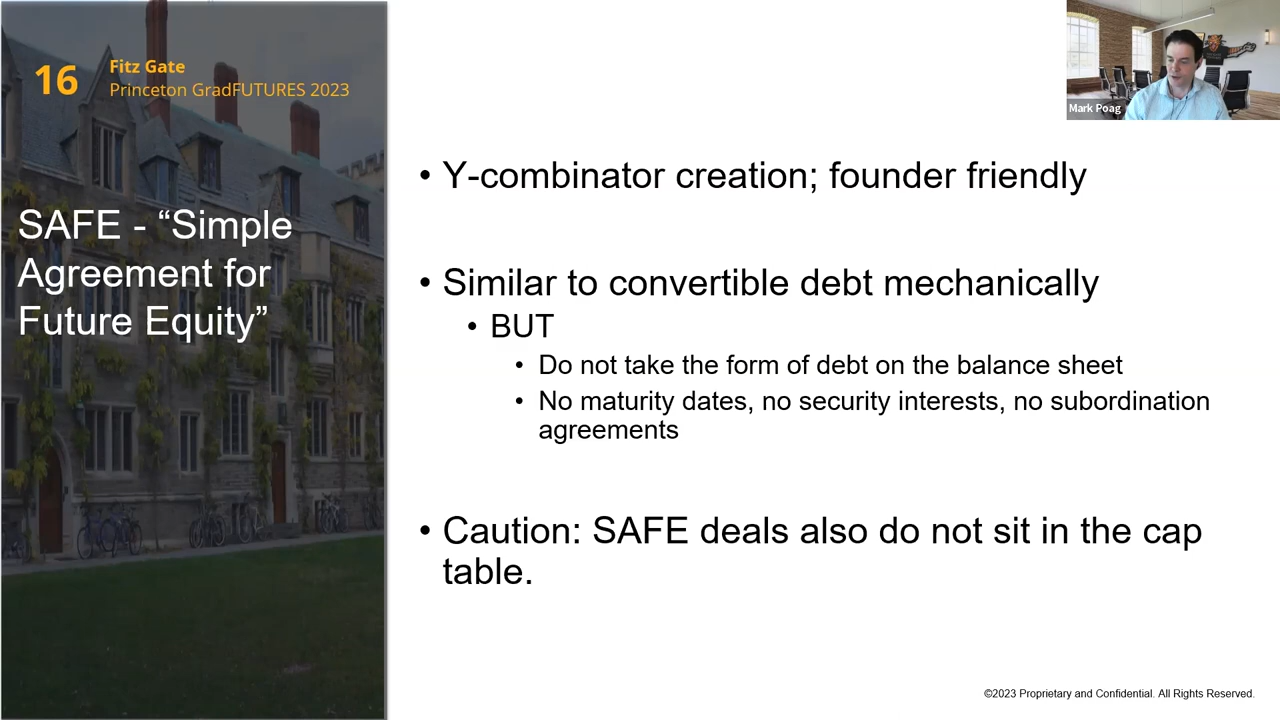 16
Fitz Gate
Princeton GradFUTURES 2023
SAFE - “Simple
Agreement for
Future Equity”
• Y-combinator creation; founder friendly
• Similar to convertible debt mechanically
• BUT
• Do not take the form of debt on the balance sheet
• No maturity dates, no security interests, no subordination
agreements
• Caution: SAFE deals also do not sit in the cap
table.
Mark Poag
©2023 Proprietary and Confidential. All Rights Reserved.